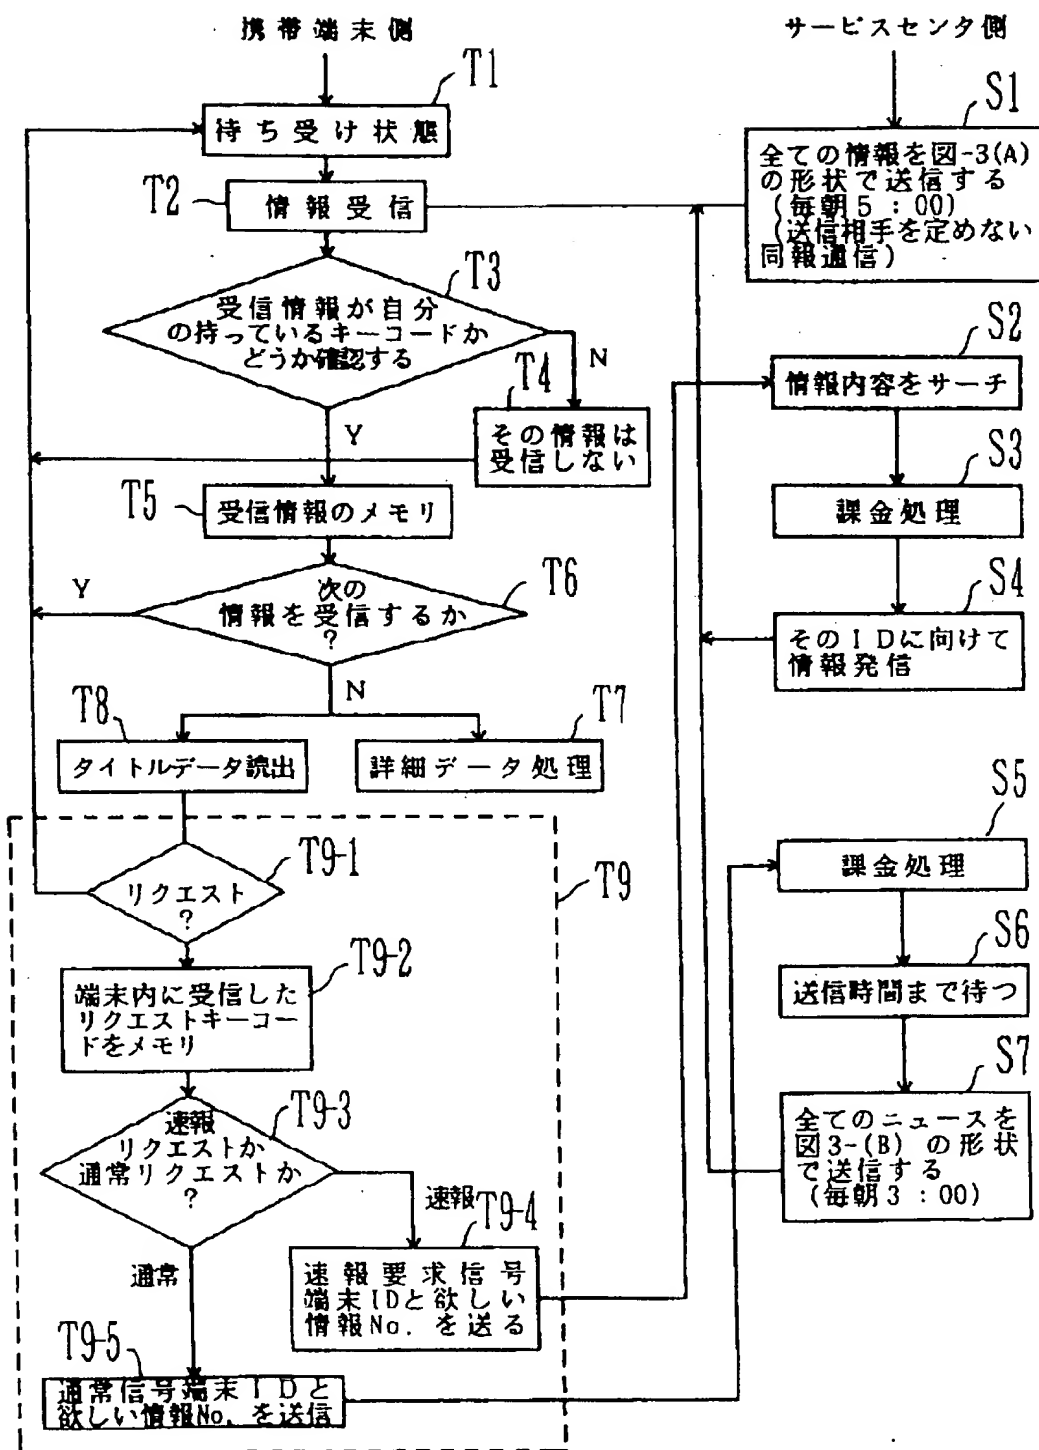 携帯端末側
T1
待ち受け状態
T2
情報受信
T3
受信情報が自分
の持っているキーコードか
どうか確認する
N
T4
その情報は
受信しない
Y
T5
受信情報のメモリ
T6
次の
情報を受信するか
?
Y
N
T8
タイトルデータ読出
T7
詳細データ処理
T9
T9-1
リクエスト
?
T9-2
端末内に受信した
リクエストキーコー
ドをメモリ
T9-3
速報
リクエストか
通常リクエストか
?
速報
T9-4
速報要求信号
端末IDと欲しい
情報No.を送る
通常
T9-5
通常信号端末IDと
欲しい情報No.を送信
サービスセンタ側
S1
全ての情報を図-3(A)
の形状で送信する
(毎朝5:00)
(送信相手を定めない
同報通信)
S2
情報内容をサーチ
S3
課金処理
S4
そのIDに向けて
情報発信
S5
課金処理
S6
送信時間まで待つ
S7
全てのニュースを
図3-(B)の形状
で送信する
(毎朝3:00)